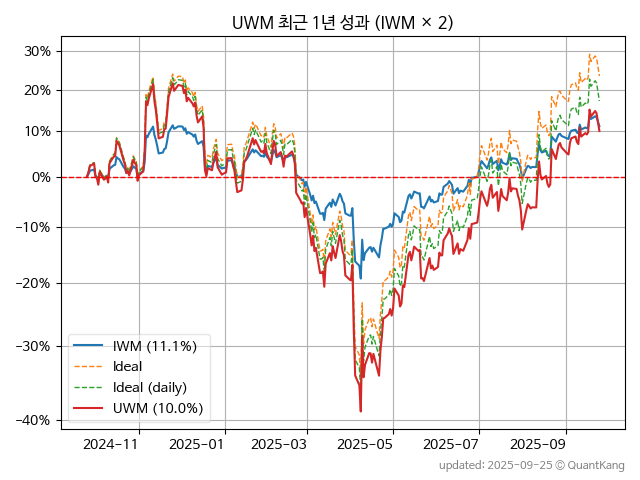 UWM 최근 1년 성과 (IWM × 2)
30%
20%
10%
0%
−10%
−20%
−30%
−40%
IWM (11.1%)
Ideal
Ideal (daily)
UWM (10.0%)
2024-11
2025-01
2025-03
2025-05
2025-07
2025-09
updated: 2025-09-25 © QuantKang